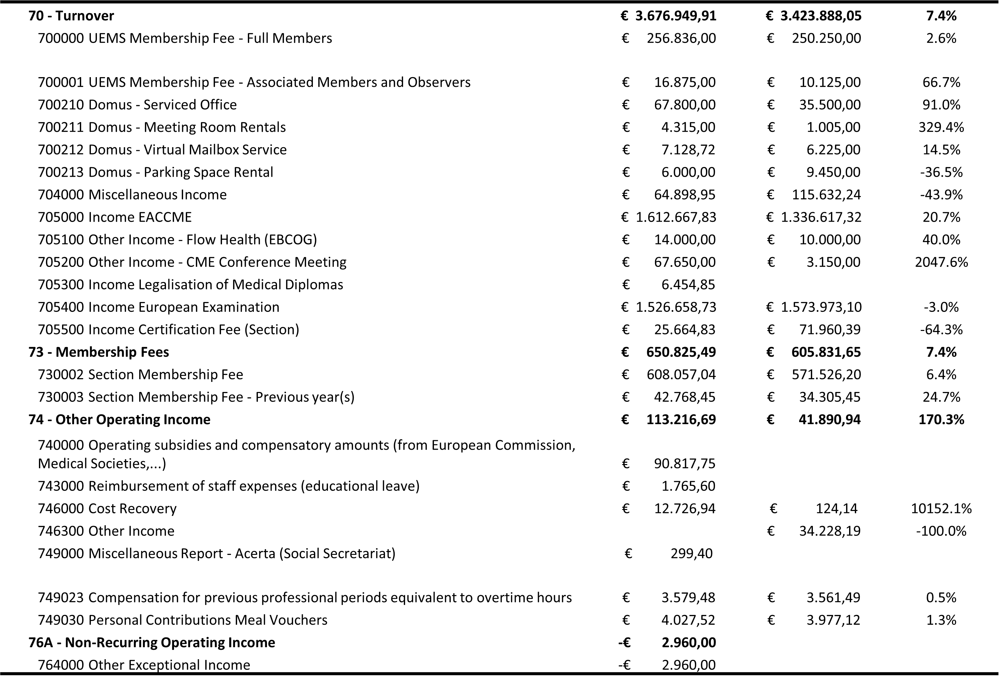 70 - Turnover € 3.676.949,91 € 3.423.888,05 7.4%
700000 UEMS Membership Fee - Full Members € 256.836,00 € 250.250,00 2.6%
700001 UEMS Membership Fee - Associated Members and Observers € 16.875,00 € 10.125,00 66.7%
700210 Domus - Serviced Office € 67.800,00 € 35.500,00 91.0%
700211 Domus - Meeting Room Rentals € 4.315,00 € 1.005,00 329.4%
700212 Domus - Virtual Mailbox Service € 7.128,72 € 6.225,00 14.5%
700213 Domus - Parking Space Rental € 6.000,00 € 9.450,00 -36.5%
704000 Miscellaneous Income € 64.898,95 € 115.632,24 -43.9%
705000 Income EACCME € 1.612.667,83 € 1.336.617,32 20.7%
705100 Other Income - Flow Health (EBCOG) € 14.000,00 € 10.000,00 40.0%
705200 Other Income - CME Conference Meeting € 67.650,00 € 3.150,00 2047.6%
705300 Income Legalisation of Medical Diplomas € 6.454,85
705400 Income European Examination € 1.526.658,73 € 1.573.973,10 -3.0%
705500 Income Certification Fee (Section) € 25.664,83 € 71.960,39 -64.3%
73 - Membership Fees € 650.825,49 € 605.831,65 7.4%
730002 Section Membership Fee € 608.057,04 € 571.526,20 6.4%
730003 Section Membership Fee - Previous year(s) € 42.768,45 € 34.305,45 24.7%
74 - Other Operating Income € 113.216,69 € 41.890,94 170.3%
740000 Operating subsidies and compensatory amounts (from European Commission,
Medical Societies,...) € 90.817,75
743000 Reimbursement of staff expenses (educational leave) € 1.765,60
746000 Cost Recovery € 12.726,94 € 124,14 10152.1%
746300 Other Income € 34.228,19 -100.0%
749000 Miscellaneous Report - Acerta (Social Secretariat) € 299,40
749023 Compensation for previous professional periods equivalent to overtime hours € 3.579,48 € 3.561,49 0.5%
749030 Personal Contributions Meal Vouchers € 4.027,52 € 3.977,12 1.3%
76A - Non-Recurring Operating Income -€ 2.960,00
764000 Other Exceptional Income -€ 2.960,00